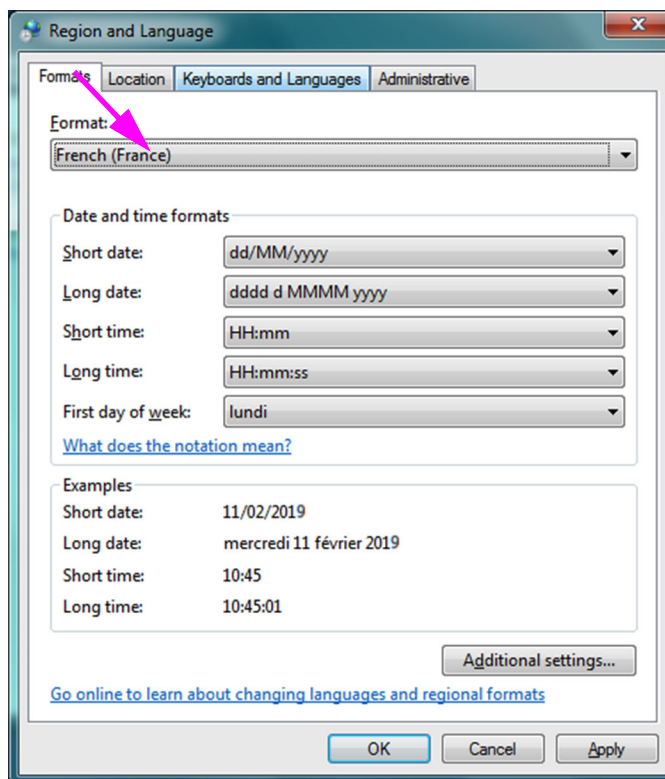 Region and Language
Formats Location Keyboards and Languages Administrative
Format:
French (France)
Date and time formats
Short date: dd/MM/yyyy
Long date: dddd d MMMM yyyy
Short time: HH:mm
Long time: HH:mm:ss
First day of week: lundi
What does the notation mean?
Examples
Short date: 11/02/2019
Long date: mercredi 11 février 2019
Short time: 10:45
Long time: 10:45:01
Additional settings...
Go online to learn about changing languages and regional formats
OK Cancel Apply